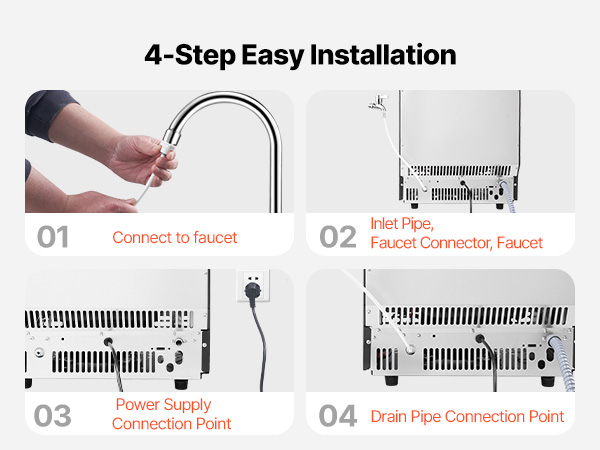 4-Step Easy Installation
01
Connect to faucet
02
Inlet Pipe,
Faucet Connector, Faucet
03
Power Supply
Connection Point
04
Drain Pipe Connection Point